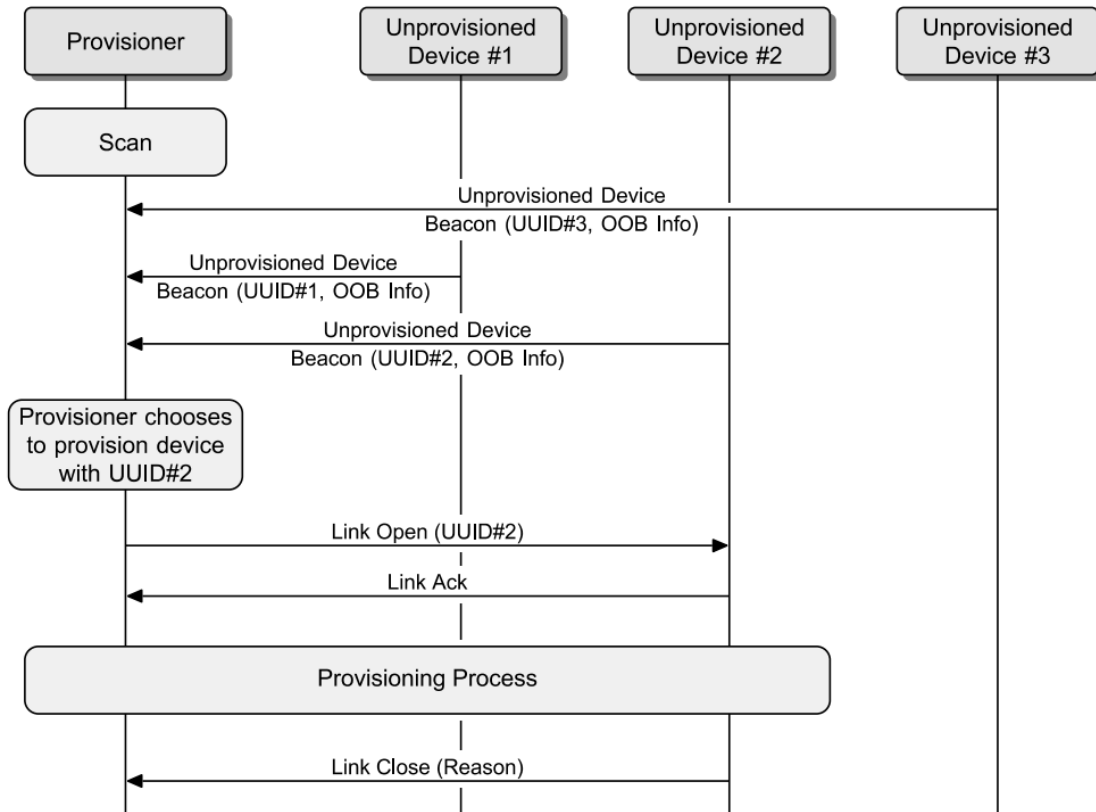 Provisioner
Unprovisioned
Device #1
Unprovisioned
Device #2
Unprovisioned
Device #3
Scan
Unprovisioned Device
Beacon (UUID#3, OOB Info)
Unprovisioned Device
Beacon (UUID#1, OOB Info)
Unprovisioned Device
Beacon (UUID#2, OOB Info)
Provisioner chooses
to provision device
with UUID#2
Link Open (UUID#2)
Link Ack
Provisioning Process
Link Close (Reason)